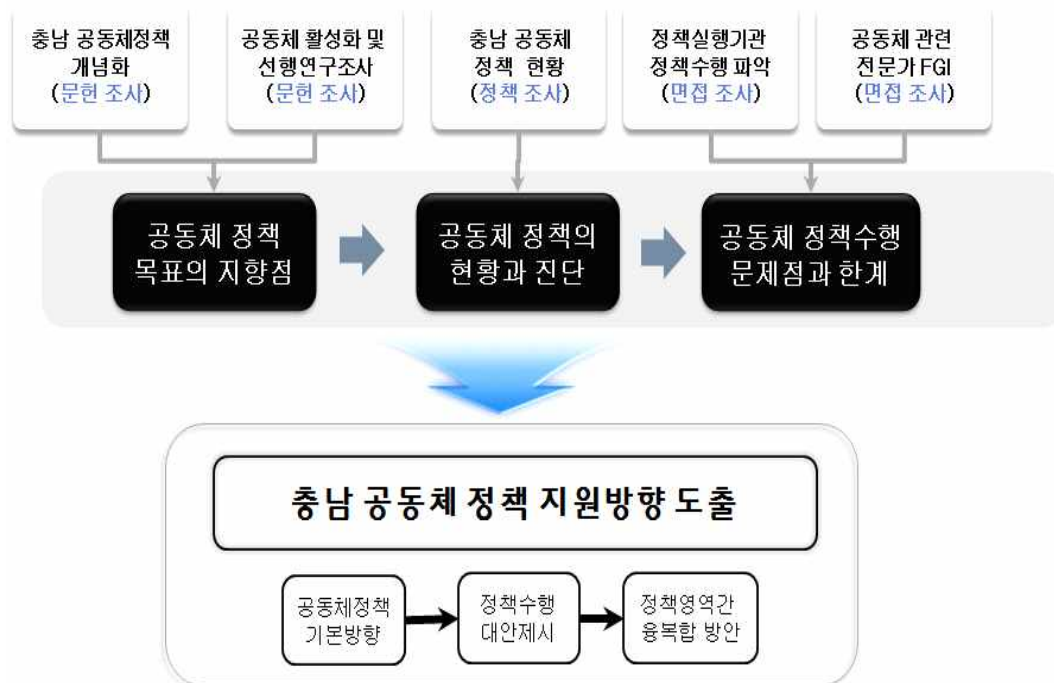 충남 공동체정책
개념화
(문헌 조사)
공동체 활성화 및
선행연구조사
(문헌 조사)
충남 공동체
정책 현황
(정책 조사)
정책실행기관
정책수행 파악
(면접 조사)
공동체 관련
전문가 FGI
(면접 조사)
공동체 정책
목표의 지향점
공동체 정책의
현황과 진단
공동체 정책수행
문제점과 한계
충남 공동체 정책 지원방향 도출
공동체정책
기본방향
정책수행
대안제시
정책영역간
융복합 방안